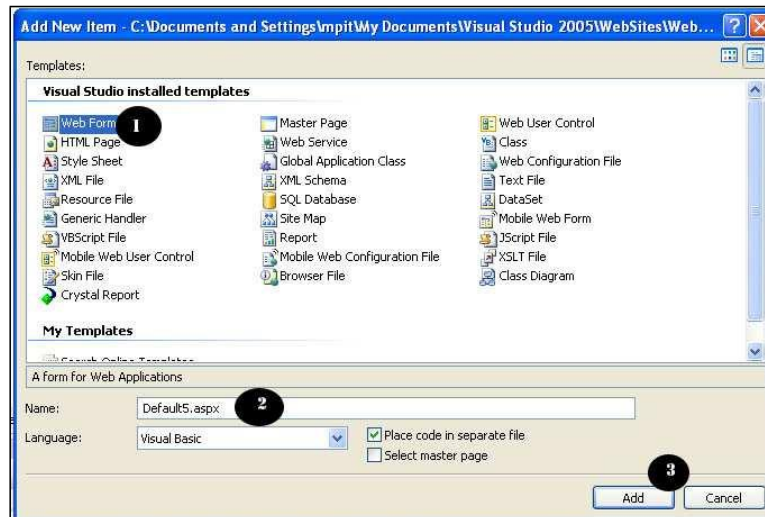 Add New Item - C:\Documents and Settings\mpit\My Documents\Visual Studio 2005\WebSites\Web...
Templates:
Visual Studio installed templates
Web Form 1 Master Page Web User Control
HTML Page Web Service Class
Style Sheet Global Application Class Web Configuration File
XML File XML Schema Text File
Resource File SQL Database DataSet
Generic Handler Site Map Mobile Web Form
VBScript File Report JScript File
Mobile Web User Control Mobile Web Configuration File XSLT File
Skin File Browser File Class Diagram
Crystal Report
My Templates
Search Online Templates
A form for Web Applications
Name: Default5.aspx 2
Language: Visual Basic Place code in separate file
Select master page
3
Add Cancel